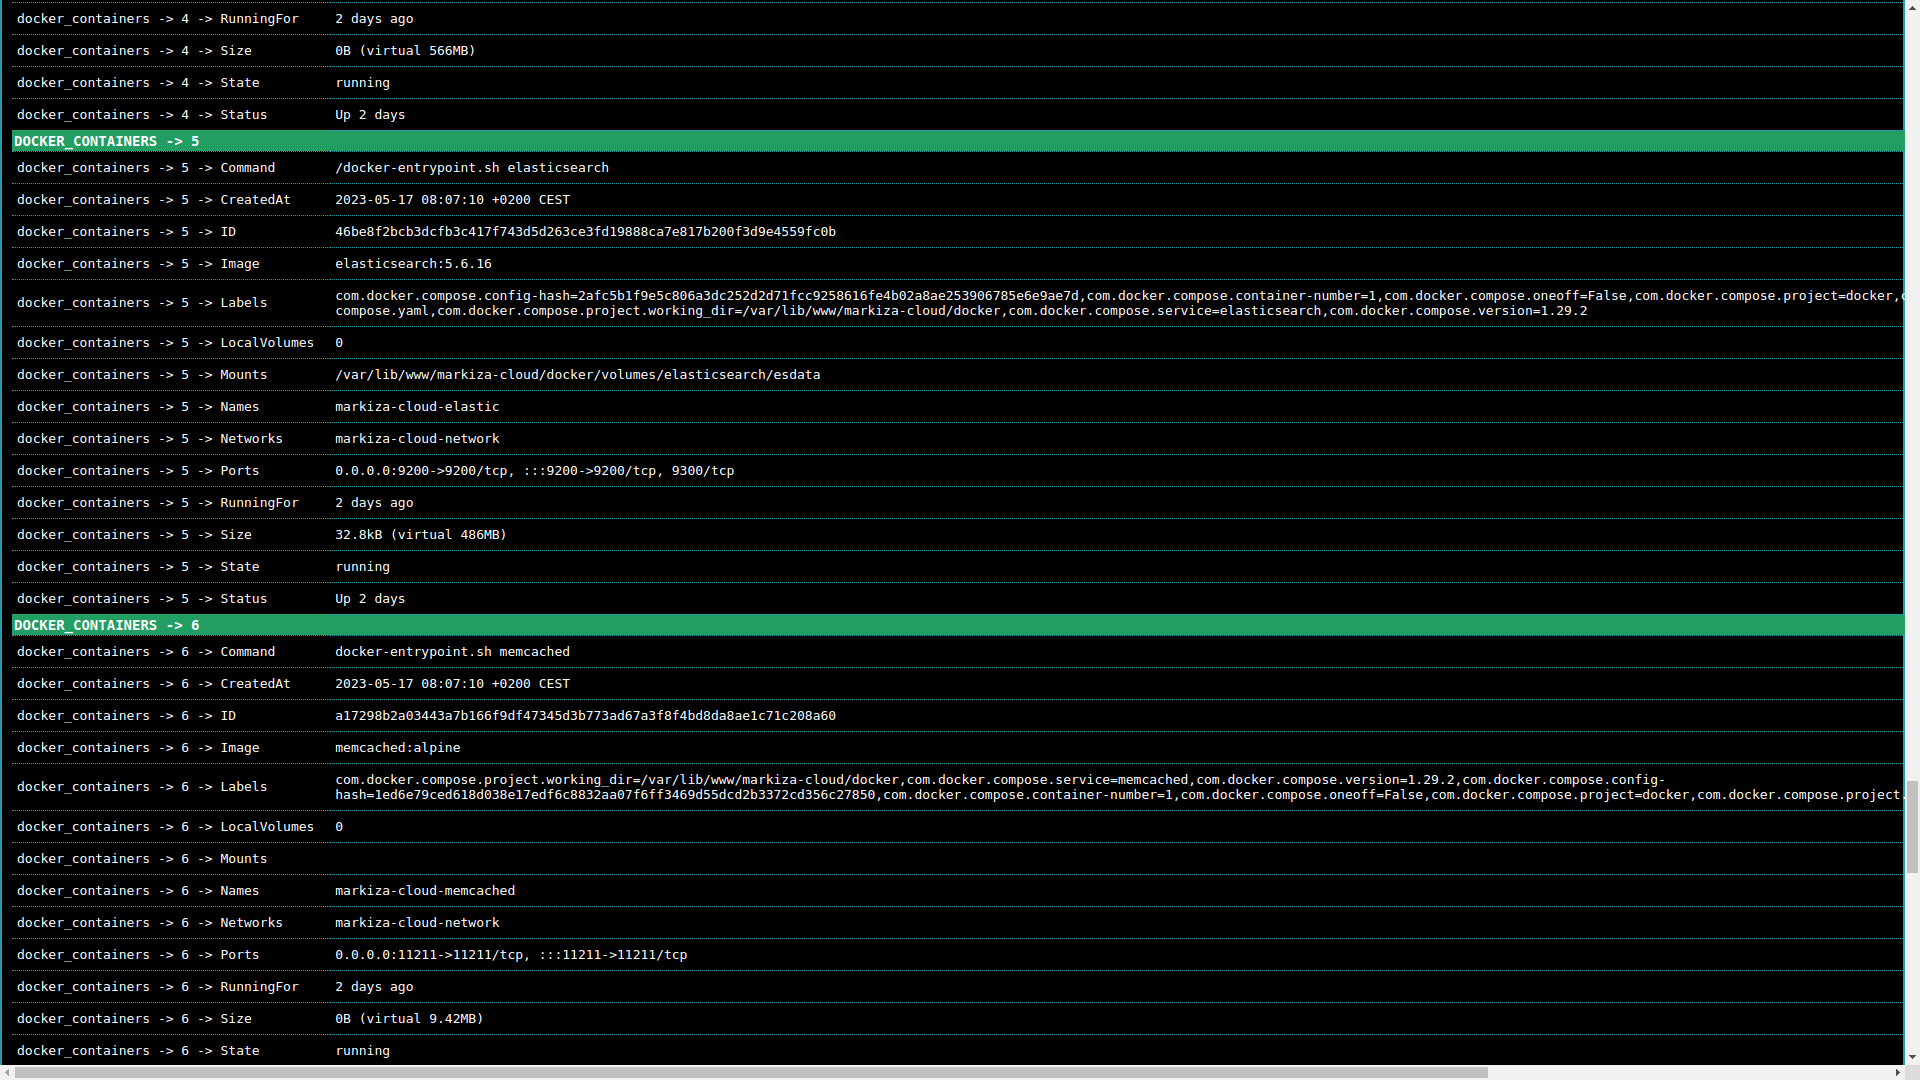 docker_containers -> 4 -> RunningFor 2 days ago
docker_containers -> 4 -> Size 0B (virtual 566MB)
docker_containers -> 4 -> State running
docker_containers -> 4 -> Status Up 2 days
DOCKER_CONTAINERS -> 5
docker_containers -> 5 -> Command /docker-entrypoint.sh elasticsearch
docker_containers -> 5 -> CreatedAt 2023-05-17 08:07:10 +0200 CEST
docker_containers -> 5 -> ID 46be8f2bcb3dcfb3c417f743d5d263ce3fd19888ca7e817b200f3d9e4559fc0b
docker_containers -> 5 -> Image elasticsearch:5.6.16
docker_containers -> 5 -> Labels com.docker.compose.config-hash=2afc5b1f9e5c806a3dc252d2d71fcc9258616fe4b02a8ae253906785e6e9ae7d,com.docker.compose.container-number=1,com.docker.compose.oneoff=False,com.docker.compose.project=docker,
compose.yaml,com.docker.compose.project.working_dir=/var/lib/www/markiza-cloud/docker,com.docker.compose.service=elasticsearch,com.docker.compose.version=1.29.2
docker_containers -> 5 -> LocalVolumes 0
docker_containers -> 5 -> Mounts /var/lib/www/markiza-cloud/docker/volumes/elasticsearch/esdata
docker_containers -> 5 -> Names markiza-cloud-elastic
docker_containers -> 5 -> Networks markiza-cloud-network
docker_containers -> 5 -> Ports 0.0.0.0:9200->9200/tcp, :::9200->9200/tcp, 9300/tcp
docker_containers -> 5 -> RunningFor 2 days ago
docker_containers -> 5 -> Size 32.8kB (virtual 486MB)
docker_containers -> 5 -> State running
docker_containers -> 5 -> Status Up 2 days
DOCKER_CONTAINERS -> 6
docker_containers -> 6 -> Command docker-entrypoint.sh memcached
docker_containers -> 6 -> CreatedAt 2023-05-17 08:07:10 +0200 CEST
docker_containers -> 6 -> ID a17298b2a03443a7b166f9df47345d3b773ad67a3f8f4bd8da8ae1c71c208a60
docker_containers -> 6 -> Image memcached:alpine
docker_containers -> 6 -> Labels com.docker.compose.project.working_dir=/var/lib/www/markiza-cloud/docker,com.docker.compose.service=memcached,com.docker.compose.version=1.29.2,com.docker.compose.config-
hash=1ed6e79ced618d038e17edf6c8832aa07f6ff3469d55dcd2b3372cd356c27850,com.docker.compose.container-number=1,com.docker.compose.oneoff=False,com.docker.compose.project=docker,com.docker.compose.project.
docker_containers -> 6 -> LocalVolumes 0
docker_containers -> 6 -> Mounts
docker_containers -> 6 -> Names markiza-cloud-memcached
docker_containers -> 6 -> Networks markiza-cloud-network
docker_containers -> 6 -> Ports 0.0.0.0:11211->11211/tcp, :::11211->11211/tcp
docker_containers -> 6 -> RunningFor 2 days ago
docker_containers -> 6 -> Size 0B (virtual 9.42MB)
docker_containers -> 6 -> State running